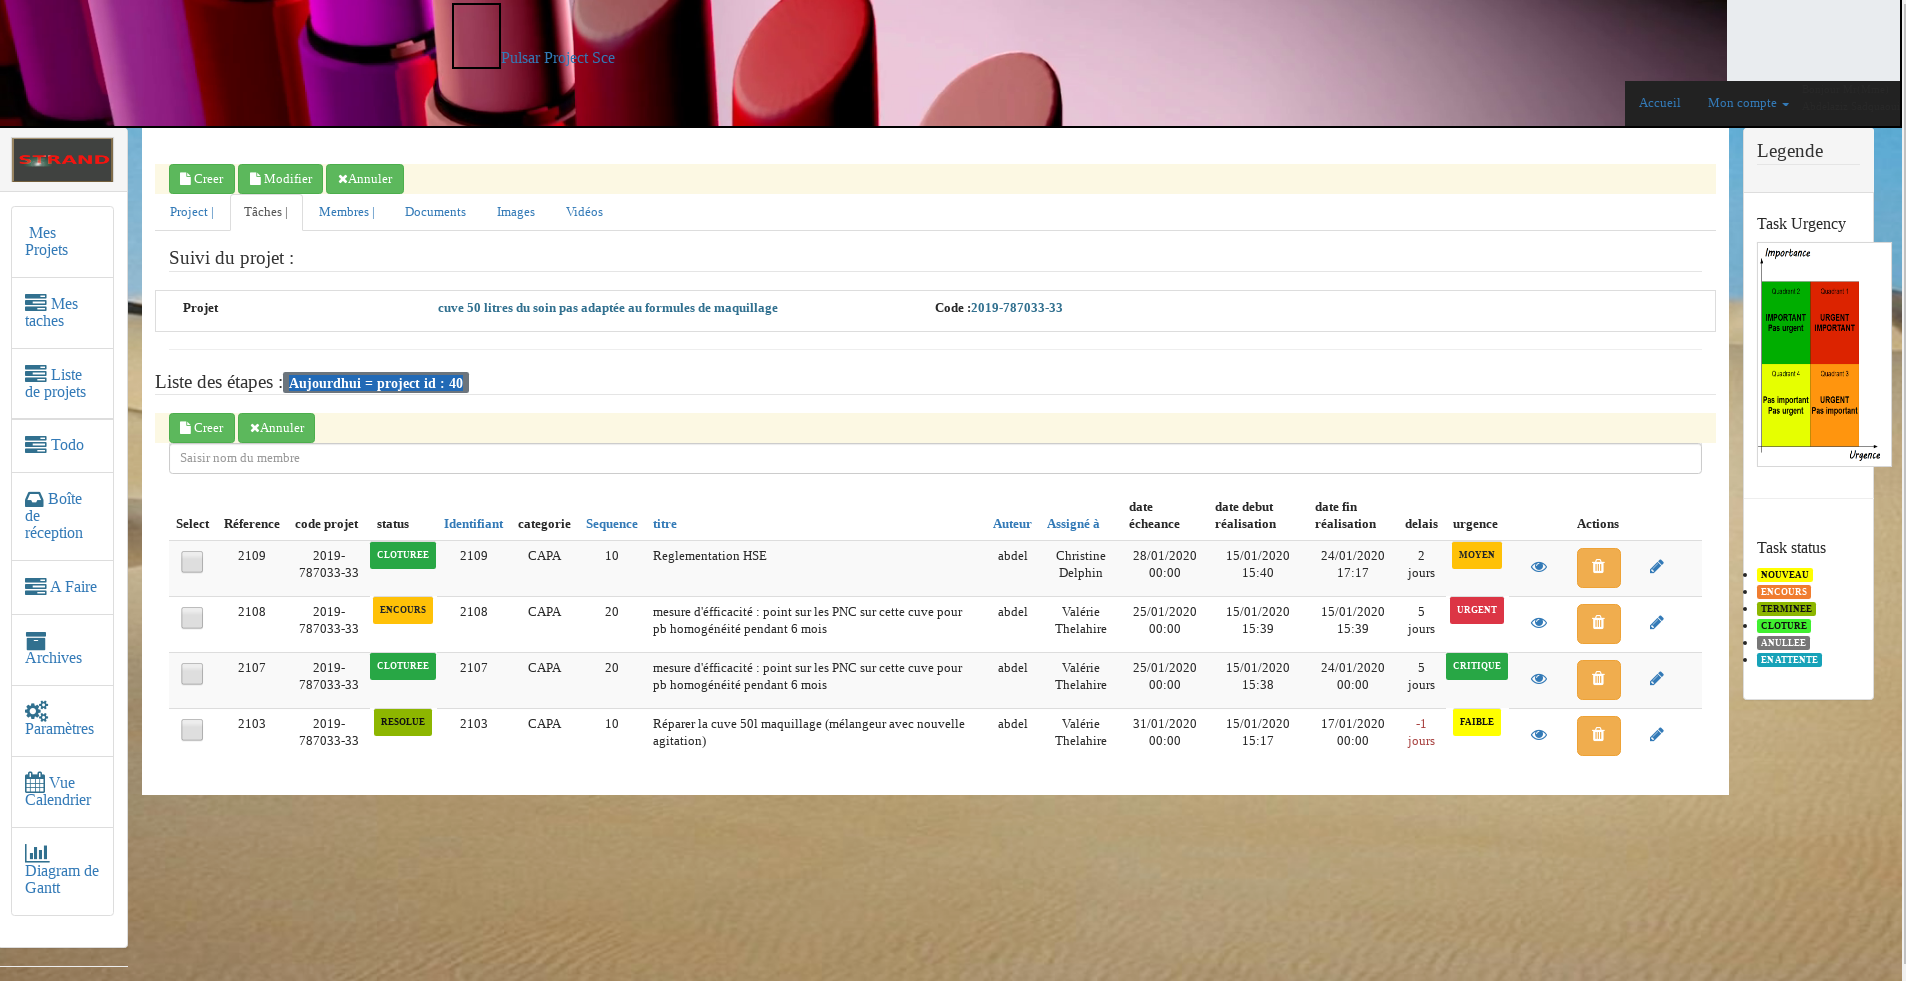 Pulsar Project Sce
Accueil Mon compte
STRAND
Mes
Projets
Mes
taches
Liste
de projets
Todo
Boîte
de
réception
A Faire
Archives
Paramètres
Vue
Calendrier
Diagram de
Gantt
Creer Modifier Annuler
Project | Tâches | Membres | Documents Images Vidéos
Suivi du projet :
Projet cuve 50 litres du soin pas adaptée au formules de maquillage Code :2019-787033-33
Liste des étapes : Aujourdhui = project id : 40
Creer Annuler
Saisir nom du membre
Select Réference code projet status Identifiant categorie Sequence titre Auteur Assigné à date écheance date debut réalisation date fin réalisation delais urgence Actions
2109 2019-787033-33 CLOTUREE 2109 CAPA 10 Reglementation HSE abdel Christine Delphin 28/01/2020 00:00 15/01/2020 15:40 24/01/2020 17:17 2 jours MOYEN
2108 2019-787033-33 ENCOURS 2108 CAPA 20 mesure d'éfficacité : point sur les PNC sur cette cuve pour pb homogénéité pendant 6 mois abdel Valérie Thelahire 25/01/2020 00:00 15/01/2020 15:39 15/01/2020 15:39 5 jours URGENT
2107 2019-787033-33 CLOTUREE 2107 CAPA 20 mesure d'éfficacité : point sur les PNC sur cette cuve pour pb homogénéité pendant 6 mois abdel Valérie Thelahire 25/01/2020 00:00 15/01/2020 15:38 24/01/2020 00:00 5 jours CRITIQUE
2103 2019-787033-33 RESOLUE 2103 CAPA 10 Réparer la cuve 50l maquillage (mélangeur avec nouvelle agitation) abdel Valérie Thelahire 31/01/2020 00:00 15/01/2020 15:17 17/01/2020 00:00 -1 jours FAIBLE
Legende
Task Urgency
Importance
Quadrant 2 Quadrant 1
IMPORTANT URGENT
Pas urgent IMPORTANT
Quadrant 4 Quadrant 3
Pas important URGENT
Pas urgent Pas important
Urgence
Task status
NOUVEAU
ENCOURS
TERMINEE
CLOTURE
ANULLEE
EN ATTENTE